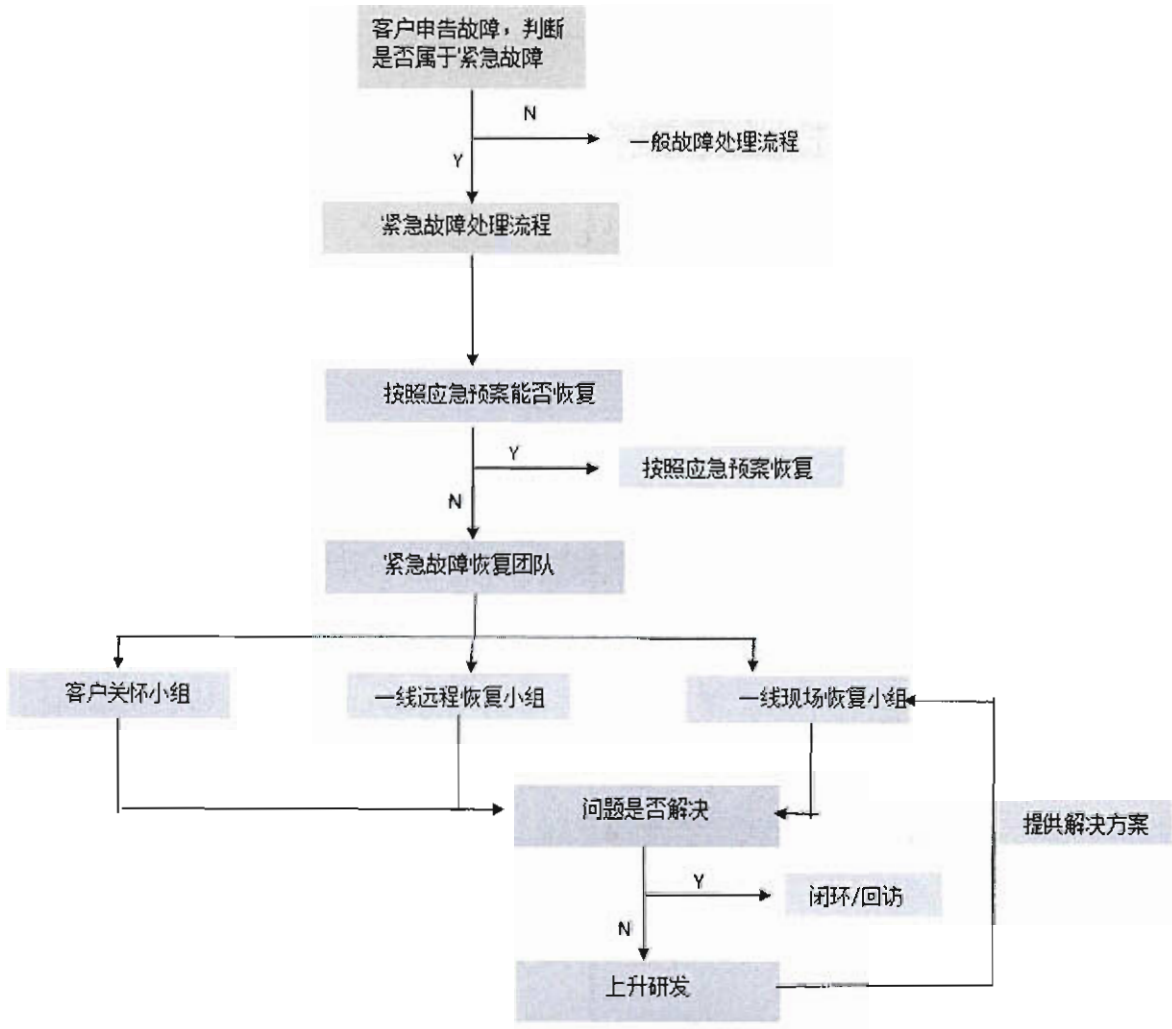 客户申告故障，判断
是否属于紧急故障
N
一般故障处理流程
Y
紧急故障处理流程
按照应急预案能否恢复
Y
按照应急预案恢复
N
紧急故障恢复团队
客户关怀小组
一线远程恢复小组
一线现场恢复小组
问题是否解决
提供解决方案
Y
闭环/回访
N
上升研发